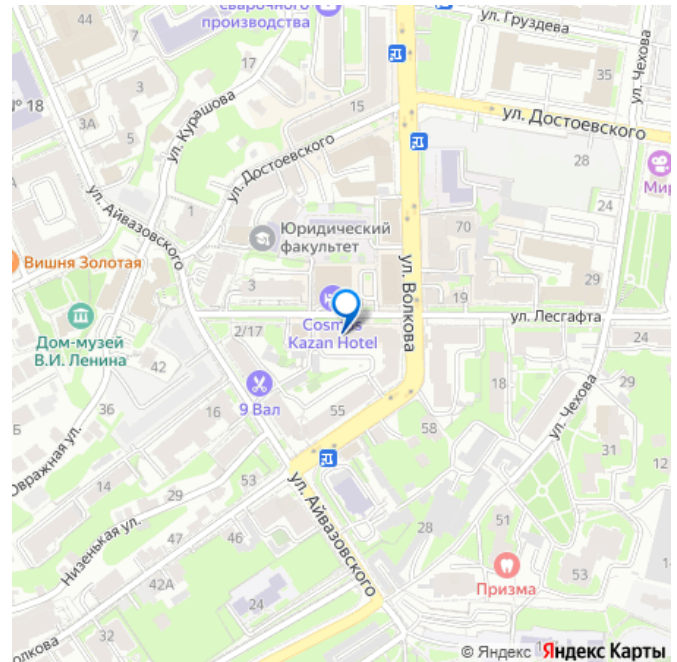 сварочного
производства
ул. Груздева
ул. Чехова
44
17
35
№ 18
3
3А
15
ул. Курашова
ул. Достоевского
ул. Достоевского
28
24
Мир
ул. Айвазовского
1
Юридический
факультет
70
ул. Волкова
Вишня Золотая
3
29
19
Cosmos
Kazan Hotel
ул. Лесгафта
24
Дом-музей
В.И. Ленина
2/17
42
9 Вал
29
ул. Чехова
36
16
55
58
31
12
Овражная ул.
14
29
53
Низенькая ул.
47
46
ул. Айвазовского
28
51
53
Призма
42А
24
32
олкова
© Яндекс Яндекс Карты